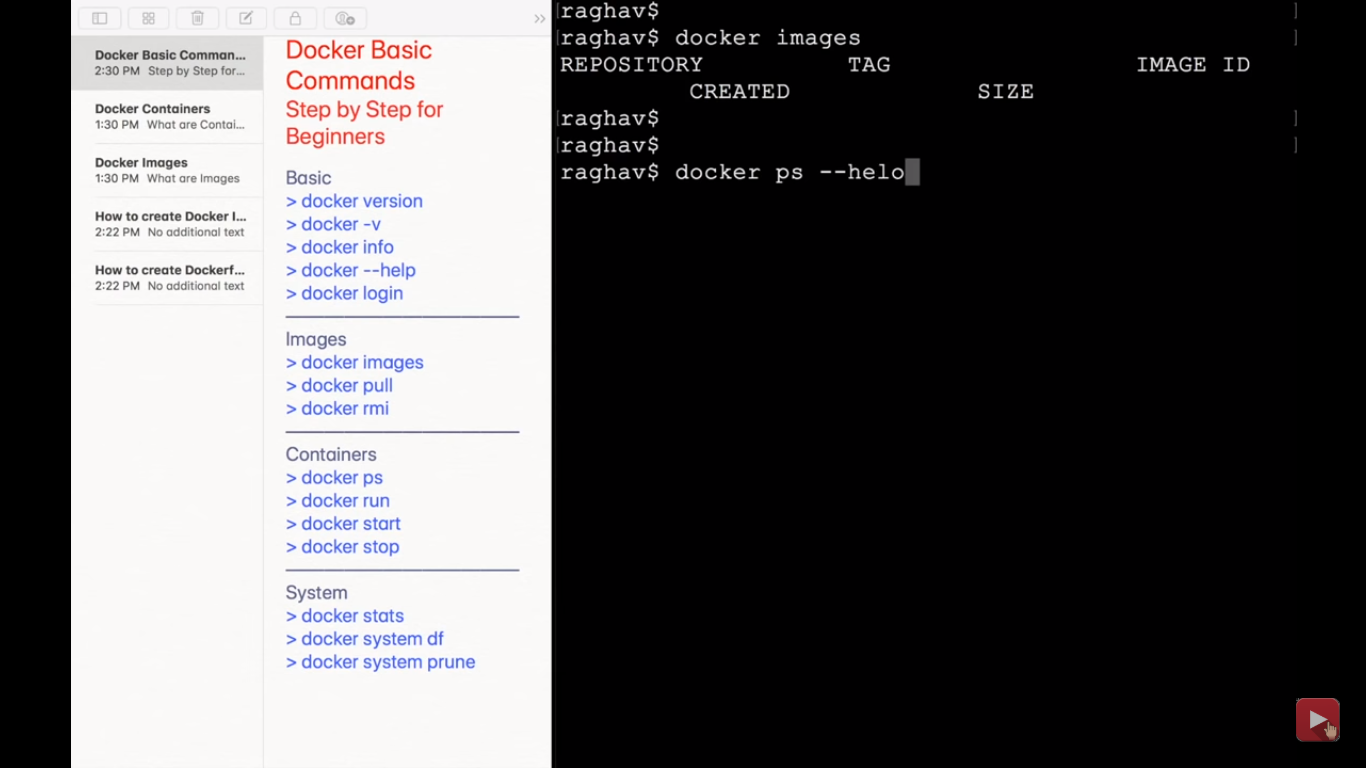 Docker Basic Comman...
2:30 PM Step by Step for...
Docker Containers
1:30 PM What are Contai...
Docker Images
1:30 PM What are Images
How to create Docker I...
2:22 PM No additional text
How to create Dockerf...
2:22 PM No additional text
Docker Basic
Commands
Step by Step for
Beginners
Basic
> docker version
> docker -v
> docker info
> docker --help
> docker login
Images
> docker images
> docker pull
> docker rmi
Containers
> docker ps
> docker run
> docker start
> docker stop
System
> docker stats
> docker system df
> docker system prune
[raghav$ ]
[raghav$ docker images ]
REPOSITORY TAG IMAGE ID
CREATED SIZE
[raghav$ ]
[raghav$ ]
raghav$ docker ps --helo